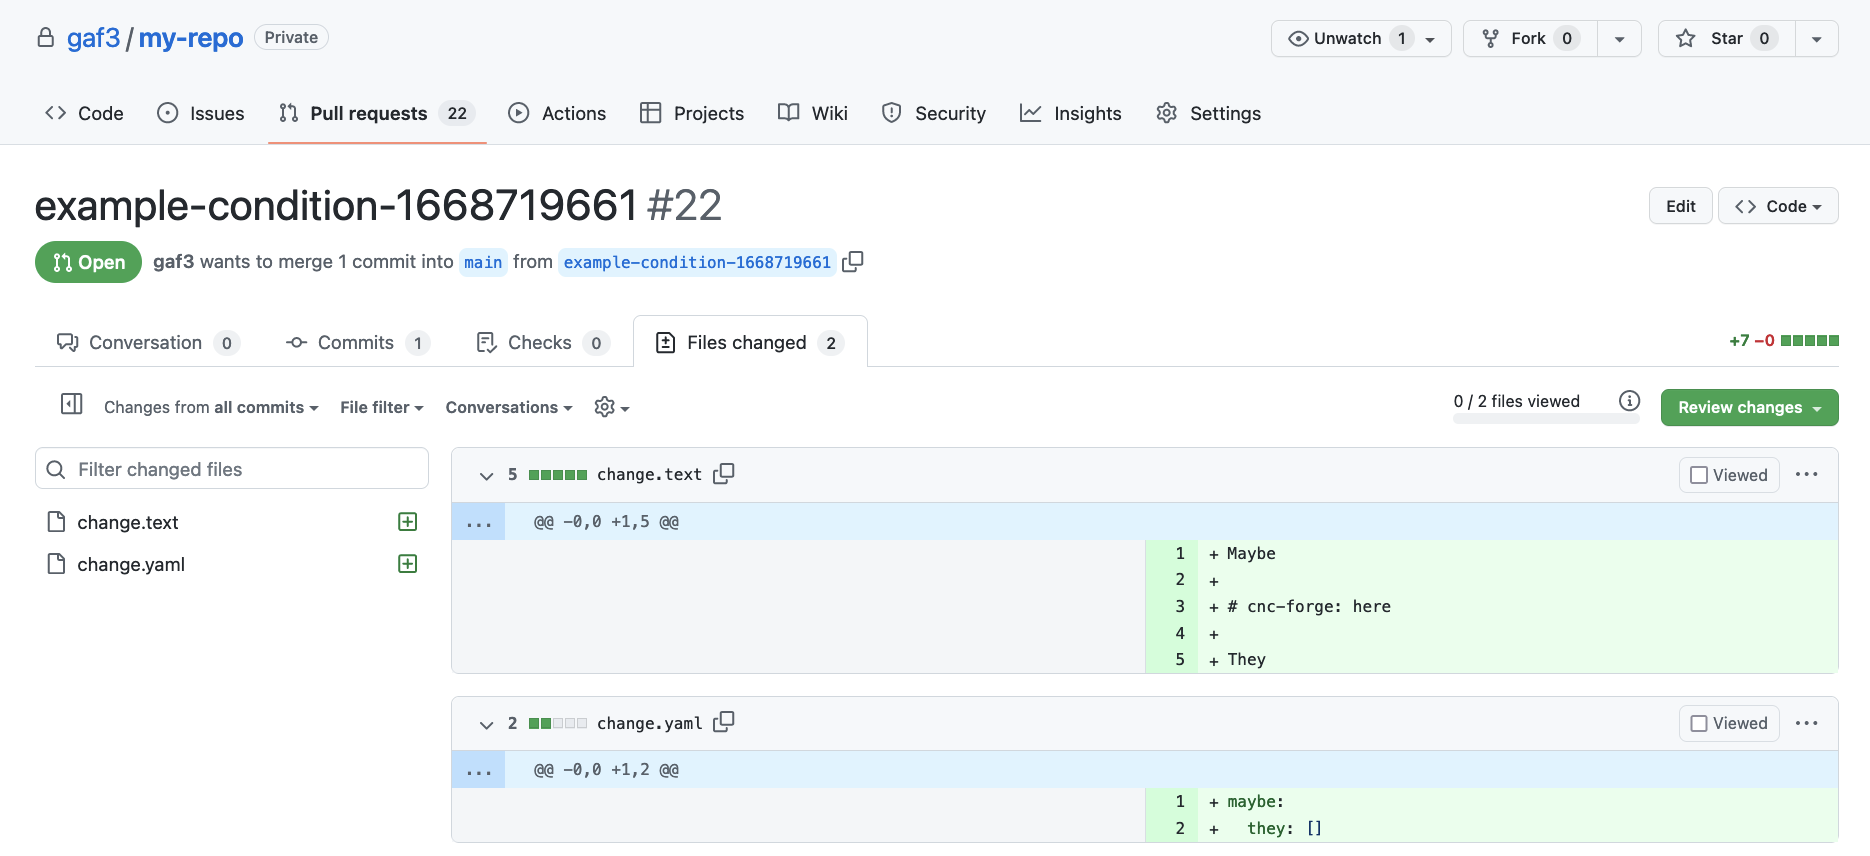 gaf3 / my-repo Private Unwatch 1 Fork 0 Star 0
Code Issues Pull requests 22 Actions Projects Wiki Security Insights Settings
example-condition-1668719661 #22 Edit Code
Open gaf3 wants to merge 1 commit into main from example-condition-1668719661
Conversation 0 Commits 1 Checks 0 Files changed 2 +7 −0
Changes from all commits File filter Conversations 0 / 2 files viewed Review changes
Filter changed files
change.text
change.yaml
5 change.text Viewed ...
... @@ -0,0 +1,5 @@
1 + Maybe
2 +
3 + # cnc-forge: here
4 +
5 + They
2 change.yaml Viewed ...
... @@ -0,0 +1,2 @@
1 + maybe:
2 +   they: []